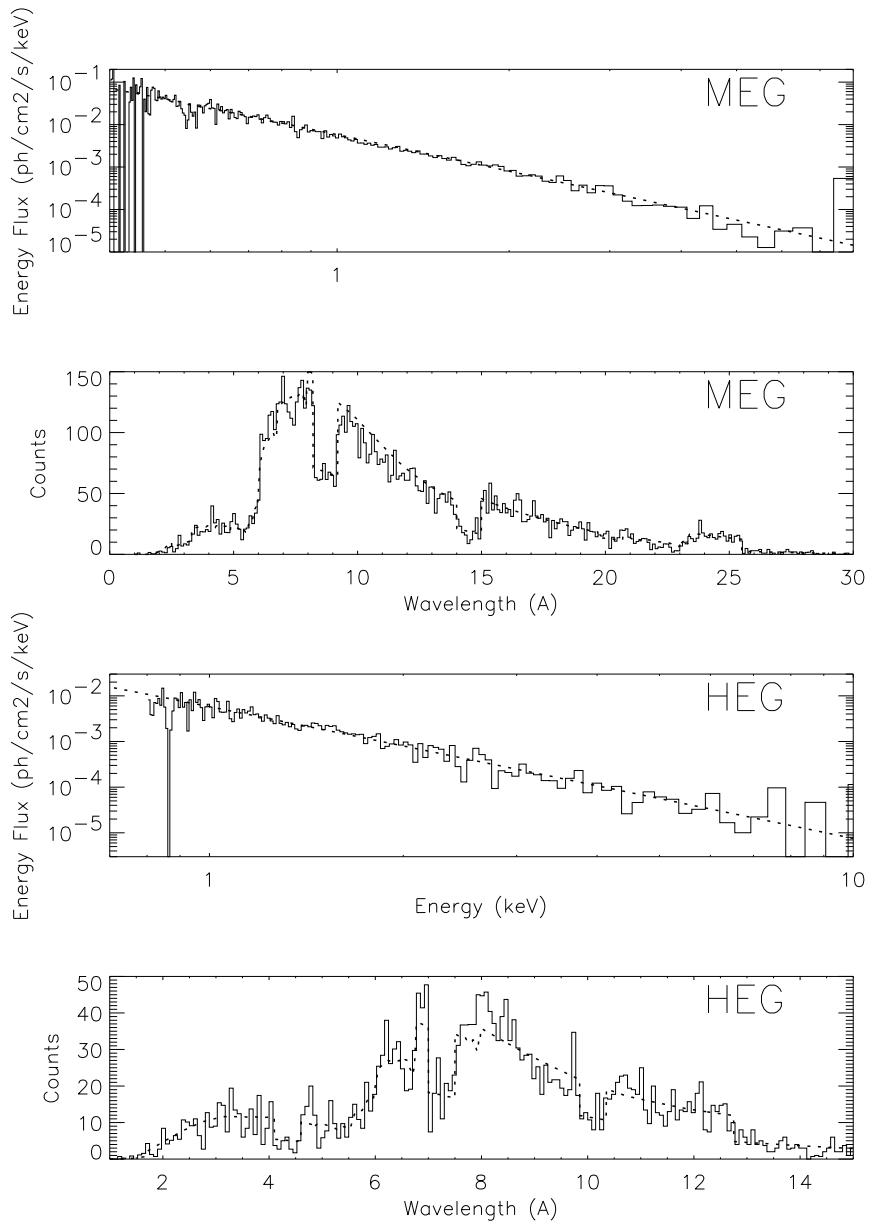 MEG
Energy Flux (ph/cm2/s/keV)
10^-1
10^-2
10^-3
10^-4
10^-5
1
MEG
Counts
150
100
50
0
0 5 10 15 20 25 30
Wavelength (A)
HEG
Energy Flux (ph/cm2/s/keV)
10^-2
10^-3
10^-4
10^-5
1 10
Energy (keV)
HEG
Counts
50
40
30
20
10
0
2 4 6 8 10 12 14
Wavelength (A)